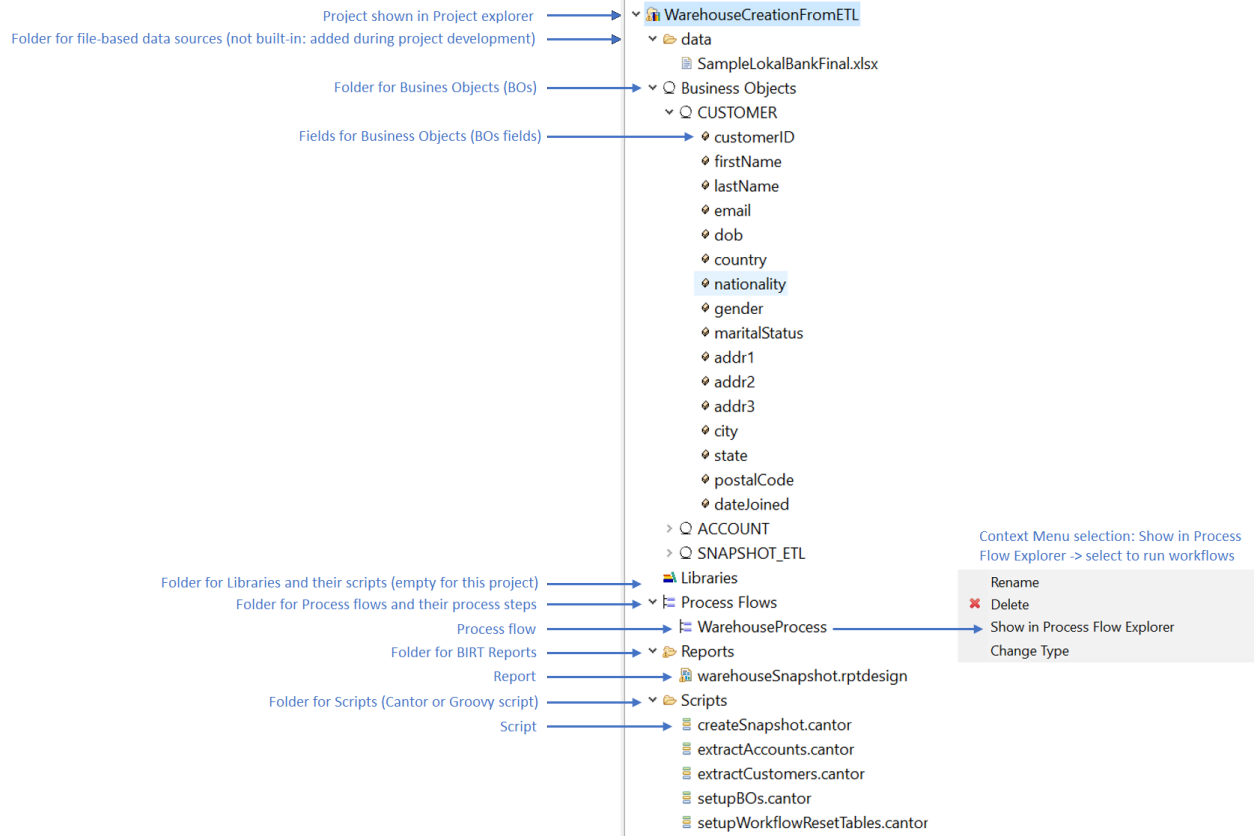 Project shown in Project explorer
WarehouseCreationFromETL
Folder for file-based data sources (not built-in: added during project development)
data
SampleLokalBankFinal.xlsx
Folder for Busines Objects (BOs)
Business Objects
CUSTOMER
Fields for Business Objects (BOs fields)
customerID
firstName
lastName
email
dob
country
nationality
gender
maritalStatus
addr1
addr2
addr3
city
state
postalCode
dateJoined
ACCOUNT
SNAPSHOT_ETL
Context Menu selection: Show in Process
Flow Explorer -> select to run workflows
Folder for Libraries and their scripts (empty for this project)
Libraries
Rename
Folder for Process flows and their process steps
Process Flows
Delete
Process flow
WarehouseProcess
Show in Process Flow Explorer
Folder for BIRT Reports
Reports
Change Type
Report
warehouseSnapshot.rptdesign
Folder for Scripts (Cantor or Groovy script)
Scripts
Script
createSnapshot.cantor
extractAccounts.cantor
extractCustomers.cantor
setupBOs.cantor
setupWorkflowResetTables.cantor